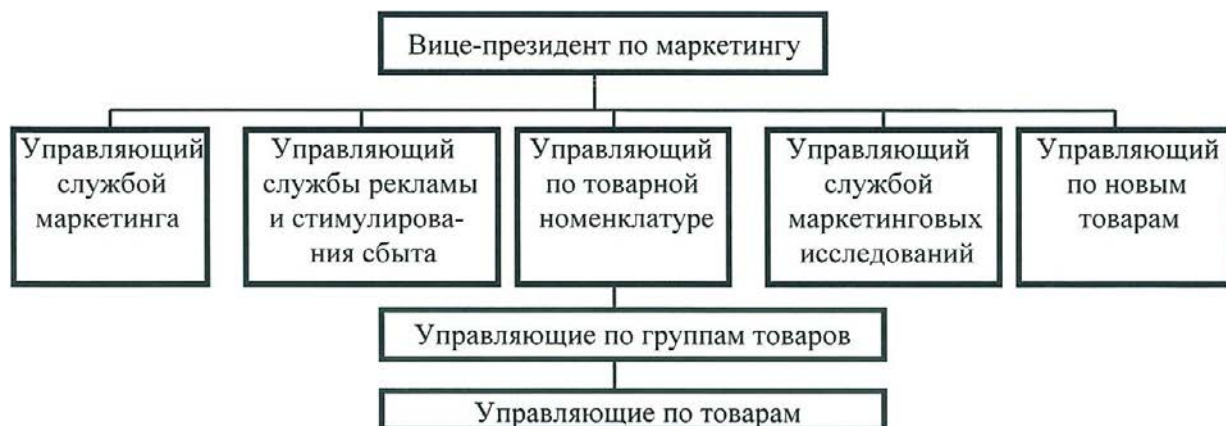 Вице-президент по маркетингу
Управляющий
службой
маркетинга
Управляющий
службы рекламы
и стимулирова-
ния сбыта
Управляющий
по товарной
номенклатуре
Управляющий
службой
маркетинговых
исследований
Управляющий
по новым
товарам
Управляющие по группам товаров
Управляющие по товарам